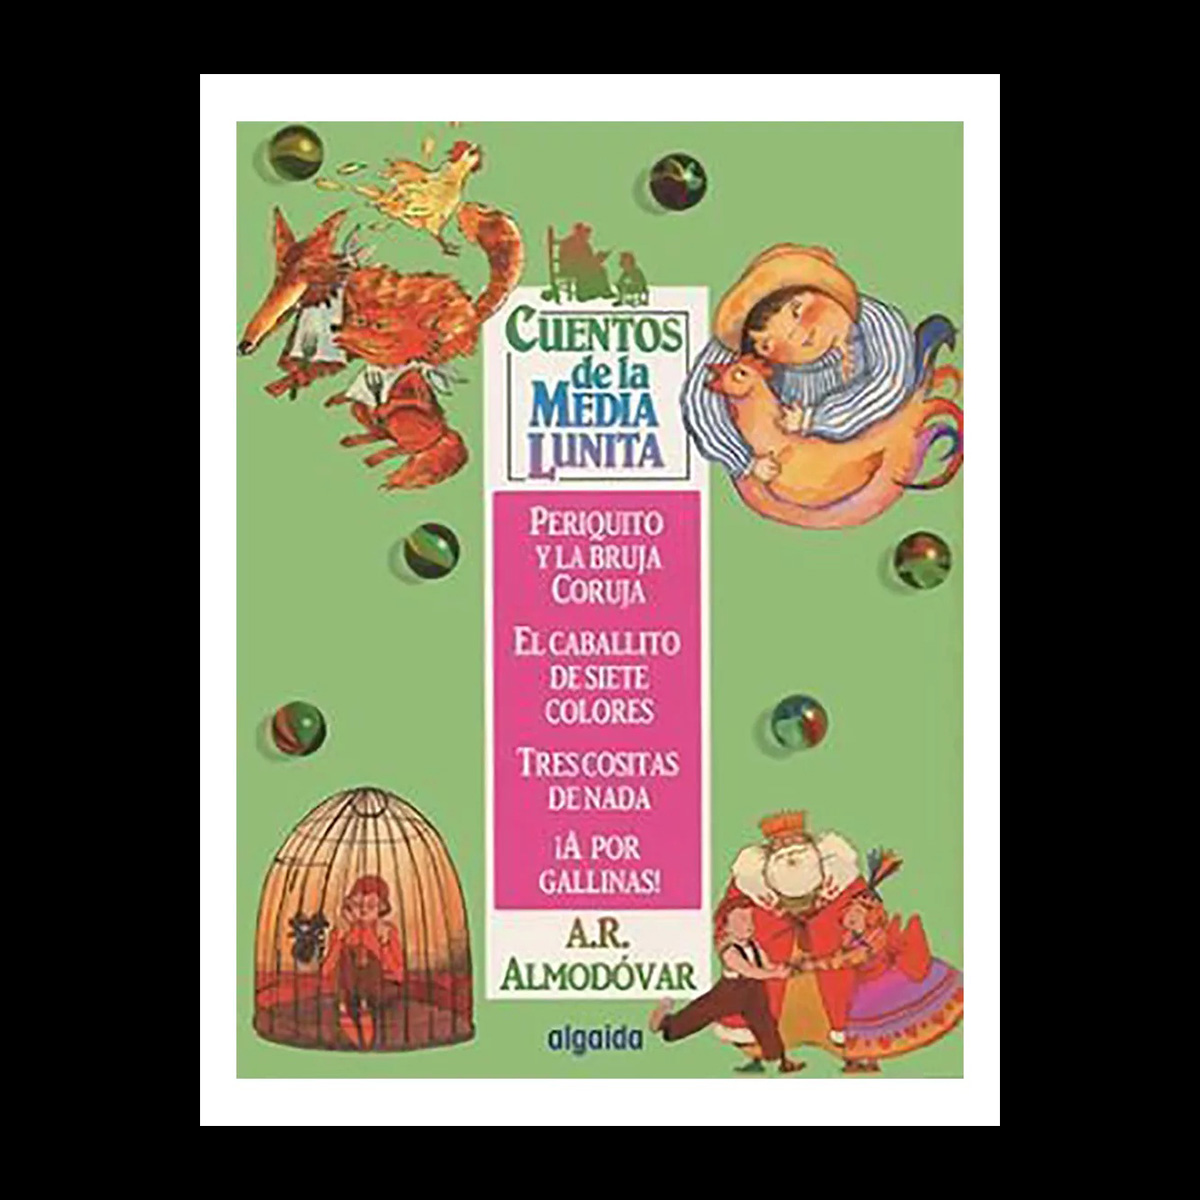 CUENTOS
de la
MEDIA
LUNITA
PERIQUITO
Y LA BRUJA
CORUJA
EL CABALLITO
DE SIETE
COLORES
TRES COSITAS
DE NADA
¡A POR
GALLINAS!
A.R.
ALMODÓVAR
algaida